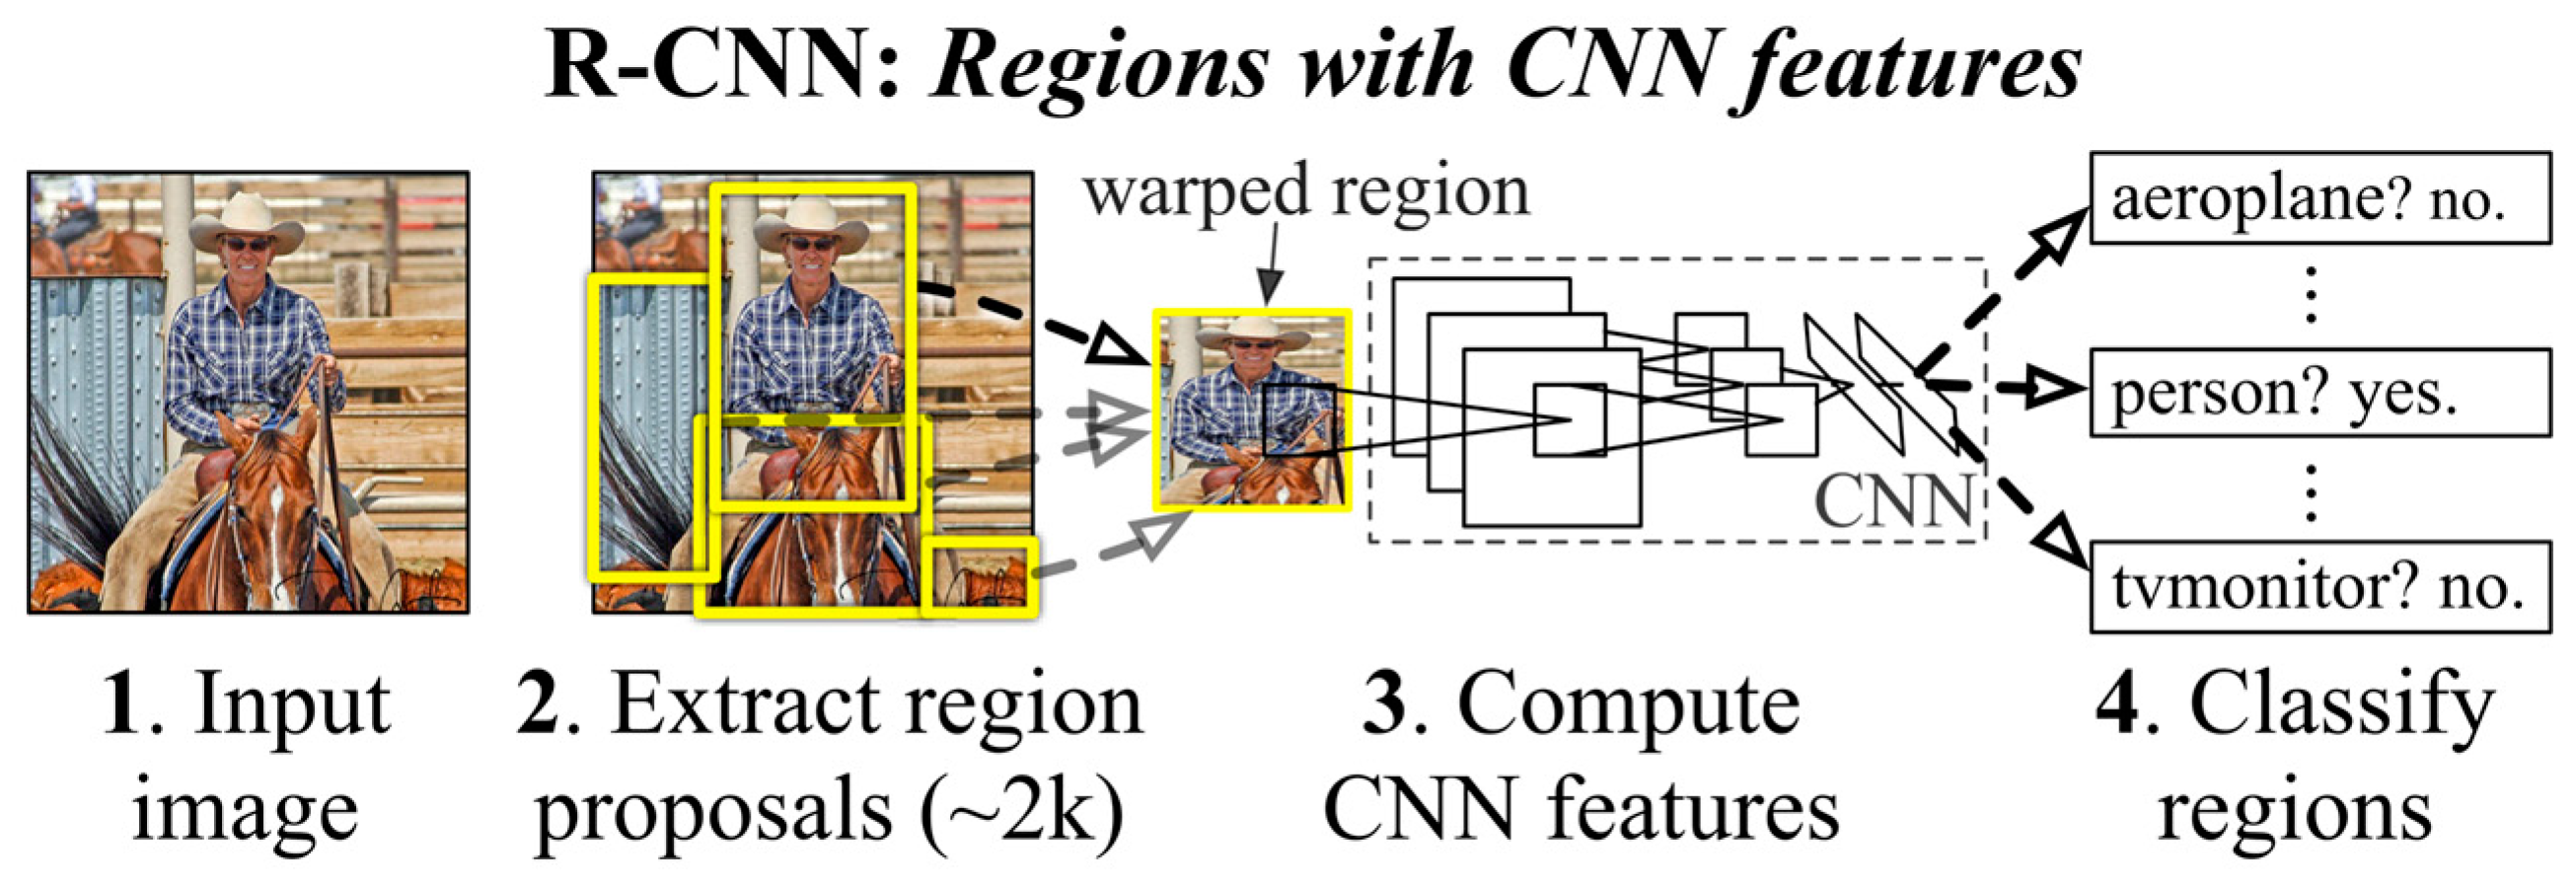 R-CNN: Regions with CNN features
warped region
aeroplane? no.
person? yes.
tvmonitor? no.
CNN
1. Input
image
2. Extract region
proposals (~2k)
3. Compute
CNN features
4. Classify
regions